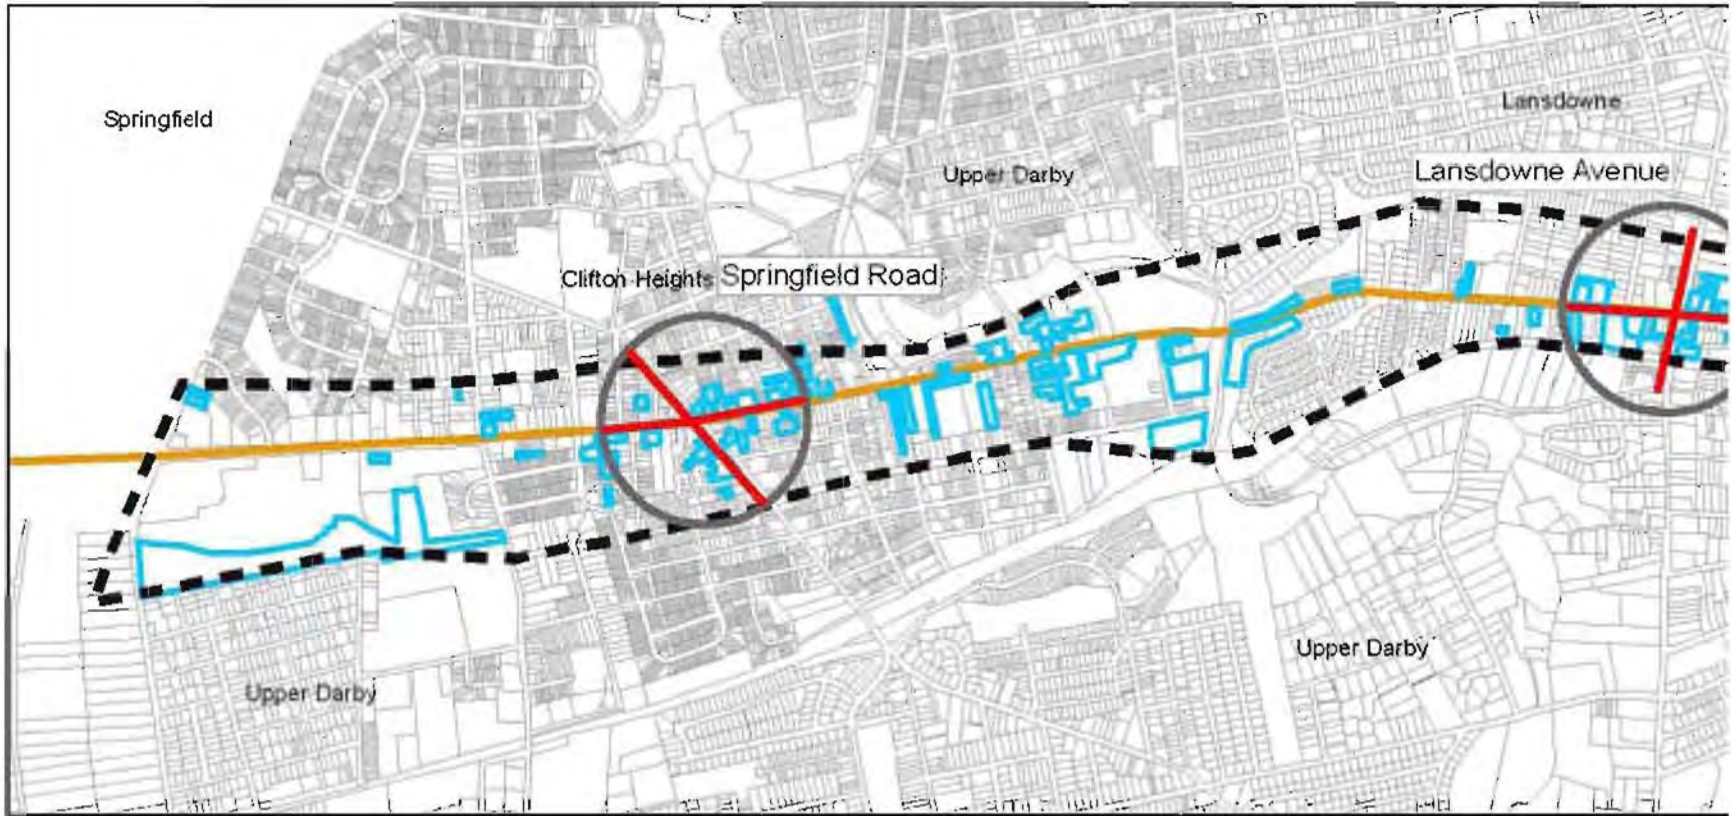 Springfield
Lansdowne
Upper Darby
Lansdowne Avenue
Clifton Heights
Springfield Road
Upper Darby
Upper Darby